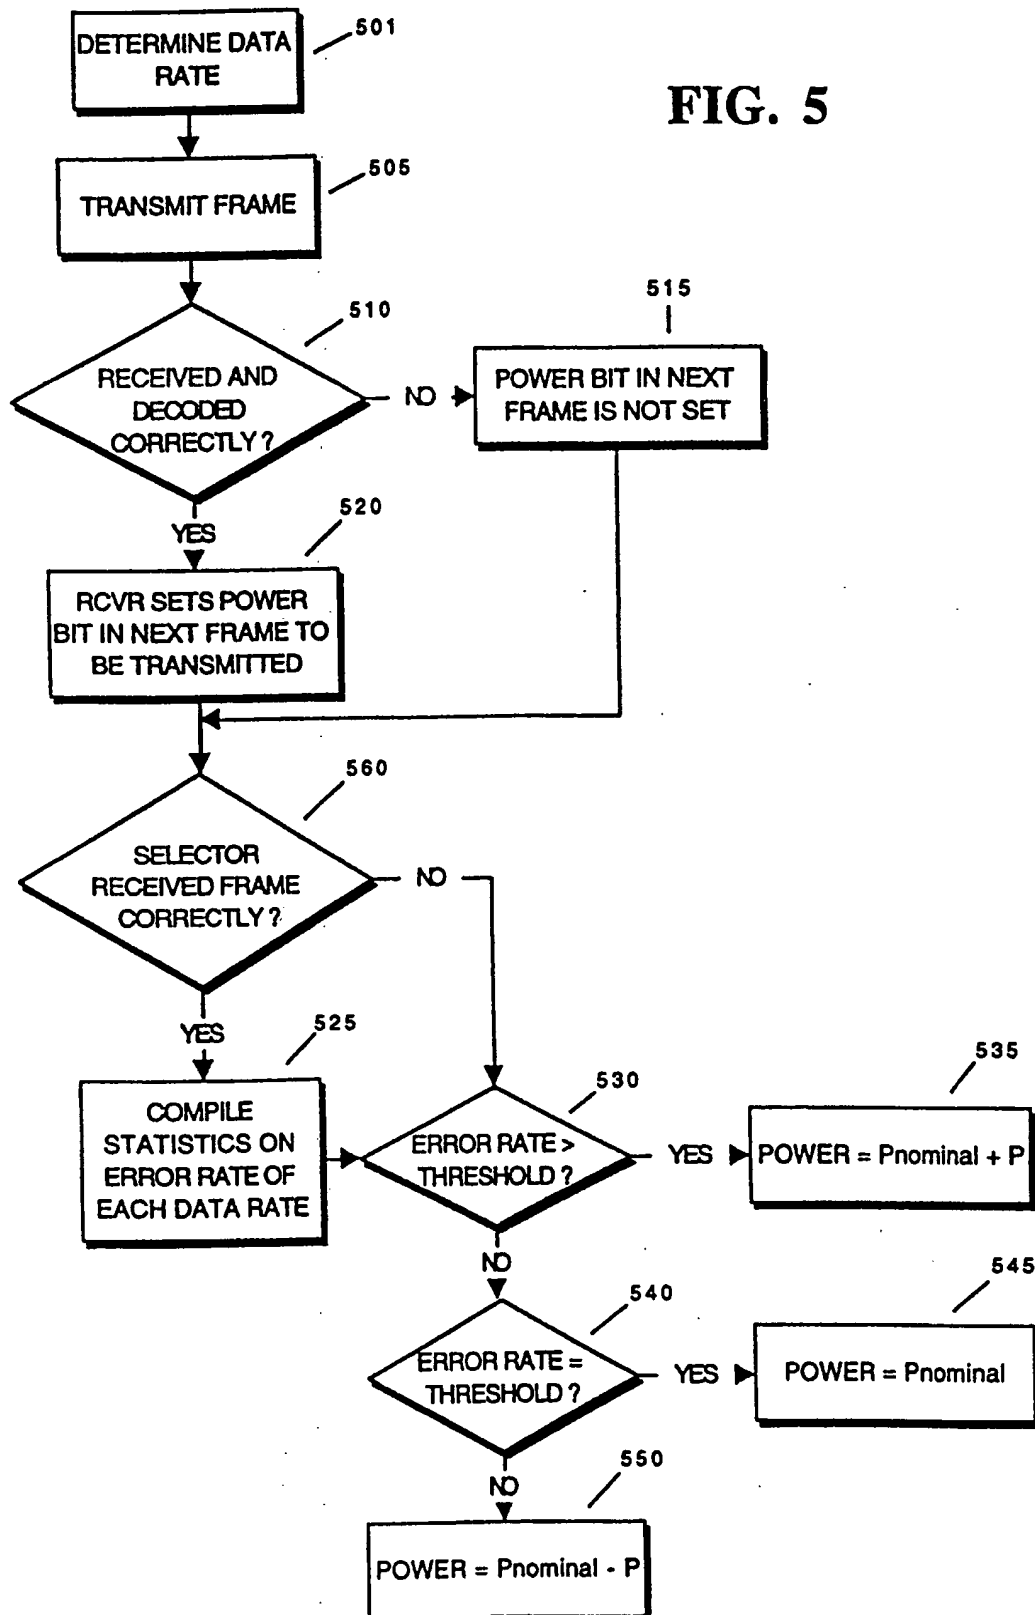 FIG. 5
501
DETERMINE DATA
RATE
505
TRANSMIT FRAME
510
RECEIVED AND
DECODED
CORRECTLY ?
NO
515
POWER BIT IN NEXT
FRAME IS NOT SET
YES
520
RCVR SETS POWER
BIT IN NEXT FRAME TO
BE TRANSMITTED
560
SELECTOR
RECEIVED FRAME
CORRECTLY ?
NO
YES
525
COMPILE
STATISTICS ON
ERROR RATE OF
EACH DATA RATE
530
ERROR RATE >
THRESHOLD ?
YES
535
POWER = Pnominal + P
NO
540
ERROR RATE =
THRESHOLD ?
YES
545
POWER = Pnominal
NO
550
POWER = Pnominal - P